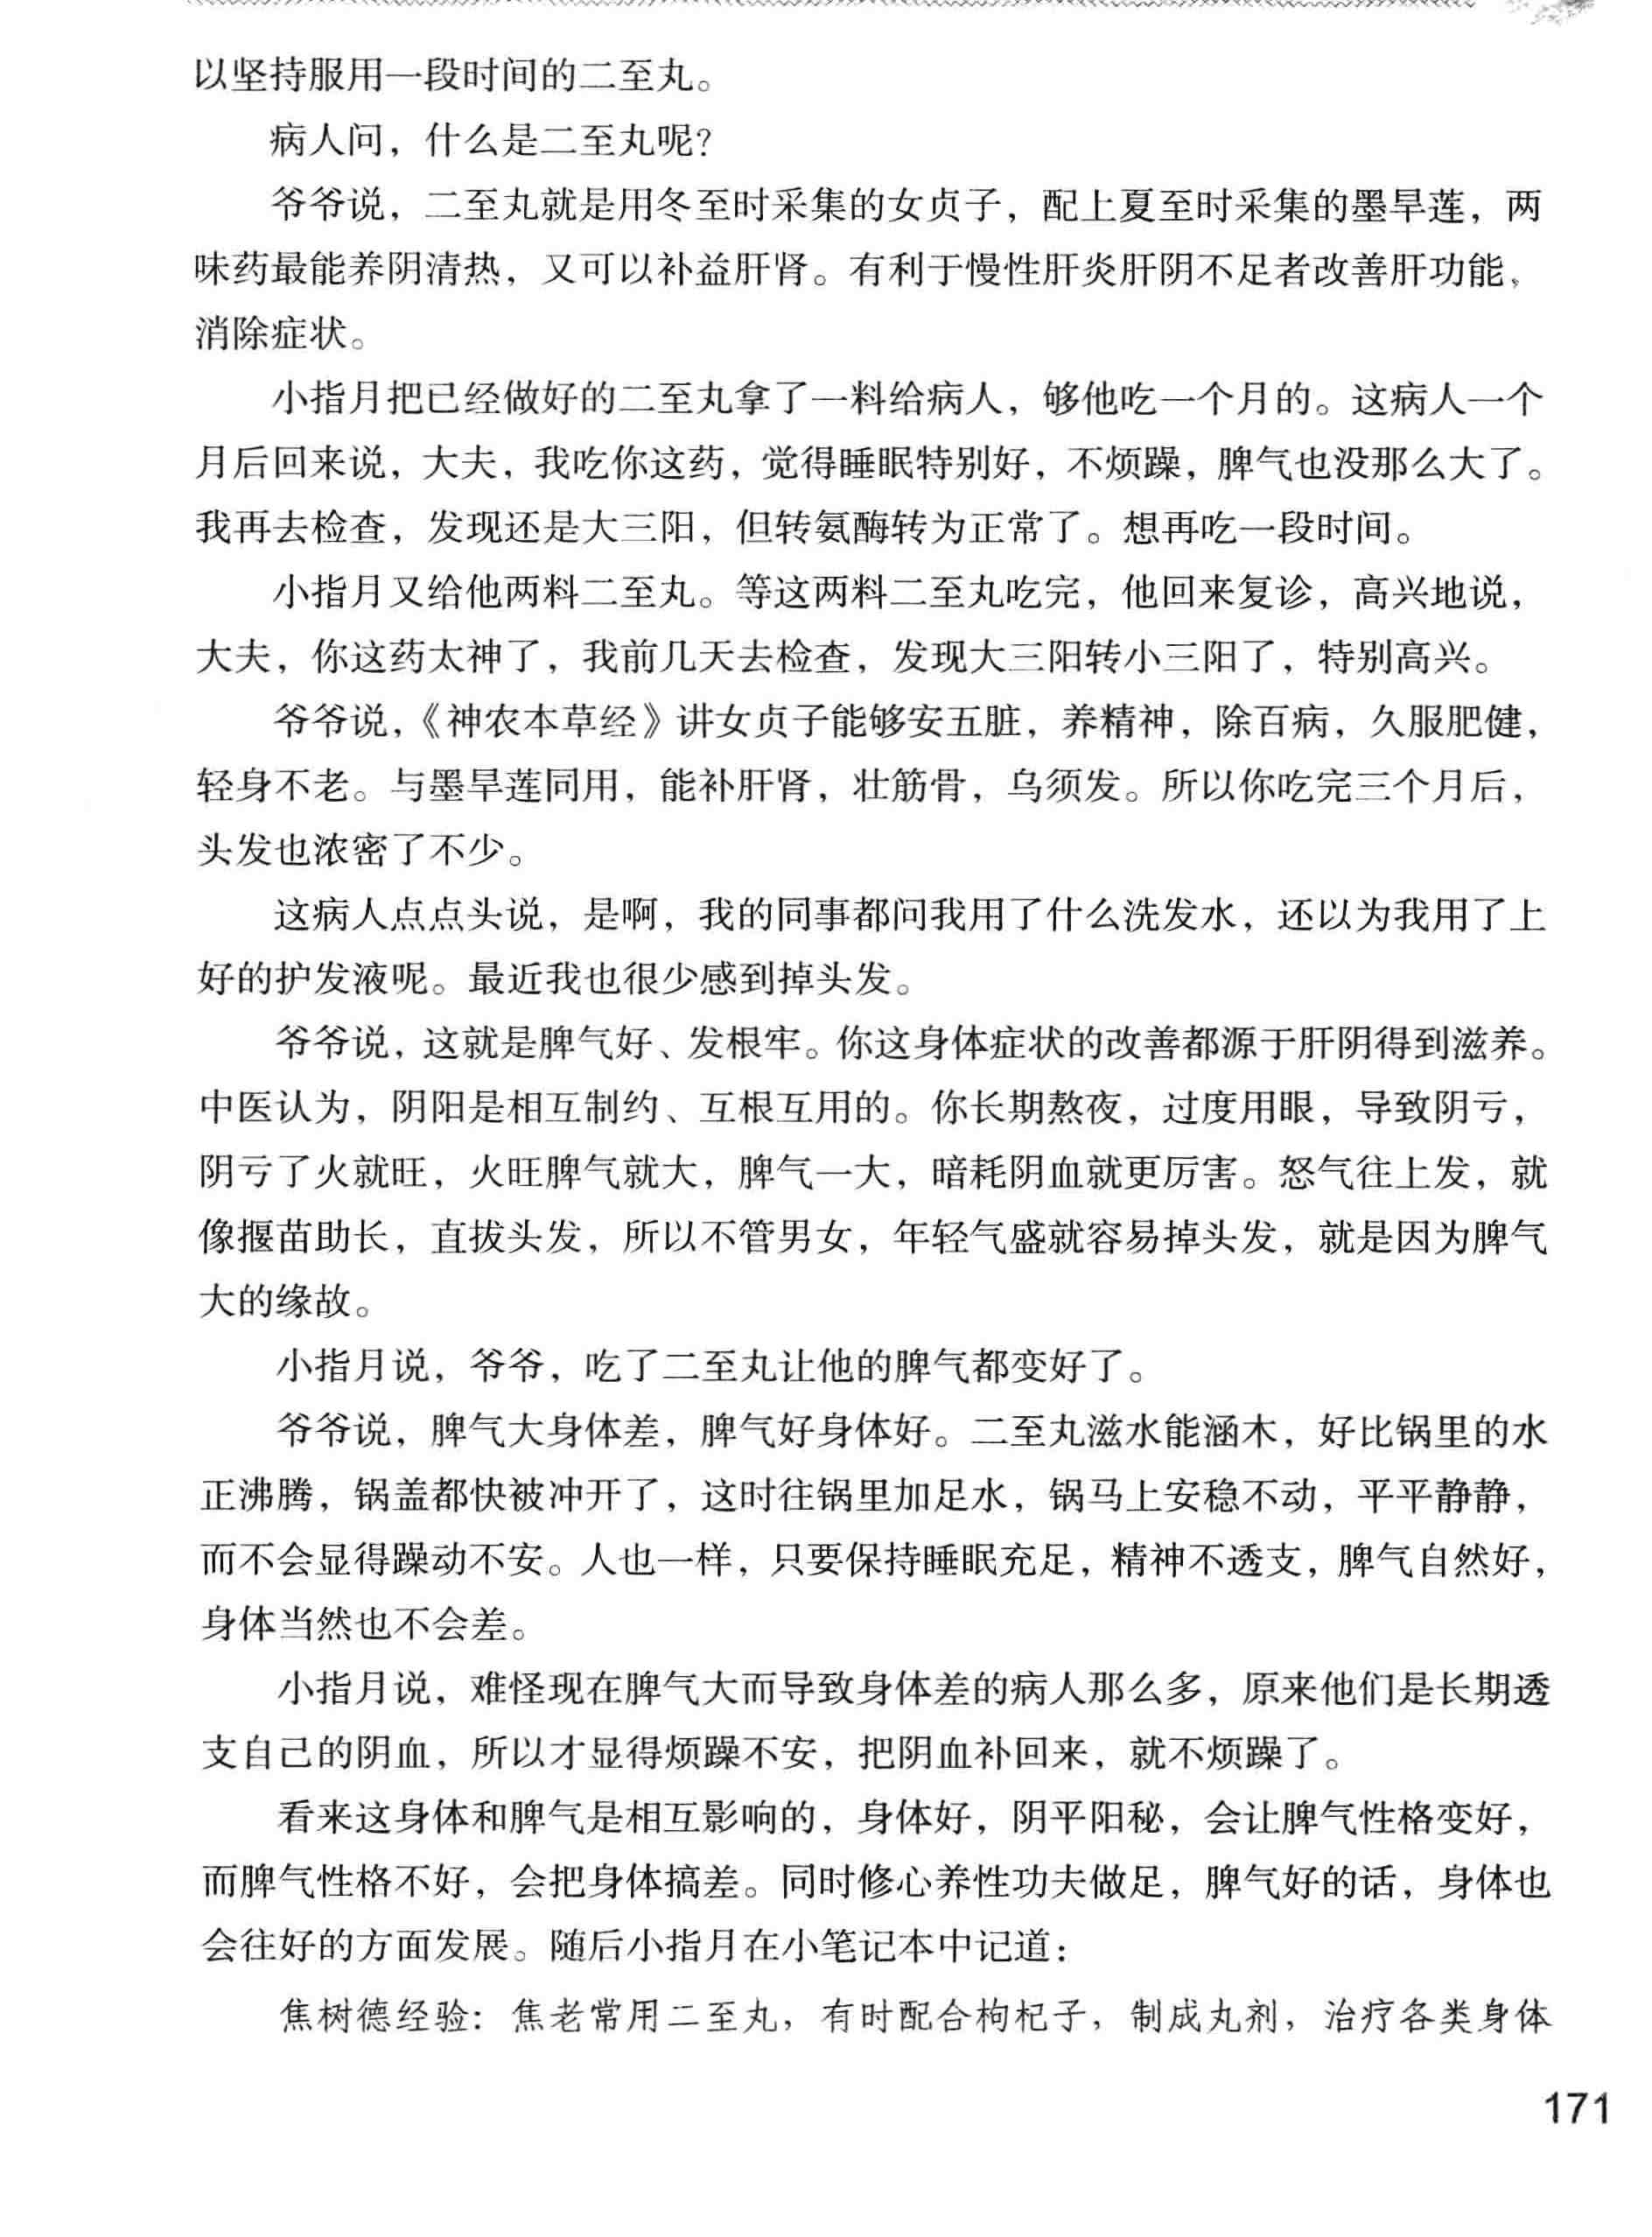 以坚持服用一段时间的二至丸。
病人问，什么是二至丸呢？
爷爷说，二至丸就是用冬至时采集的女贞子，配上夏至时采集的墨旱莲，两
味药最能养阴清热，又可以补益肝肾。有利于慢性肝炎肝阴不足者改善肝功能，
消除症状。
小指月把已经做好的二至丸拿了一料给病人，够他吃一个月的。这病人一个
月后回来说，大夫，我吃你这药，觉得睡眠特别好，不烦躁，脾气也没那么大了。
我再去检查，发现还是大三阳，但转氨酶转为正常了。想再吃一段时间。
小指月又给他两料二至丸。等这两料二至丸吃完，他回来复诊，高兴地说，
大夫，你这药太神了，我前几天去检查，发现大三阳转小三阳了，特别高兴。
爷爷说，《神农本草经》讲女贞子能够安五脏，养精神，除百病，久服肥健，
轻身不老。与墨旱莲同用，能补肝肾，壮筋骨，乌须发。所以你吃完三个月后，
头发也浓密了不少。
这病人点点头说，是啊，我的同事都问我用了什么洗发水，还以为我用了上
好的护发液呢。最近我也很少感到掉头发。
爷爷说，这就是脾气好、发根牢。你这身体症状的改善都源于肝阴得到滋养。
中医认为，阴阳是相互制约、互根互用的。你长期熬夜，过度用眼，导致阴亏，
阴亏了火就旺，火旺脾气就大，脾气一大，暗耗阴血就更厉害。怒气往上发，就
像揠苗助长，直拔头发，所以不管男女，年轻气盛就容易掉头发，就是因为脾气
大的缘故。
小指月说，爷爷，吃了二至丸让他的脾气都变好了。
爷爷说，脾气大身体差，脾气好身体好。二至丸滋水能涵木，好比锅里的水
正沸腾，锅盖都快被冲开了，这时往锅里加足水，锅马上安稳不动，平平静静，
而不会显得躁动不安。人也一样，只要保持睡眠充足，精神不透支，脾气自然好，
身体当然也不会差。
小指月说，难怪现在脾气大而导致身体差的病人那么多，原来他们是长期透
支自己的阴血，所以才显得烦躁不安，把阴血补回来，就不烦躁了。
看来这身体和脾气是相互影响的，身体好，阴平阳秘，会让脾气性格变好，
而脾气性格不好，会把身体搞差。同时修心养性功夫做足，脾气好的话，身体也
会往好的方面发展。随后小指月在小笔记本中记道：
焦树德经验：焦老常用二至丸，有时配合枸杞子，制成丸剂，治疗各类身体
171